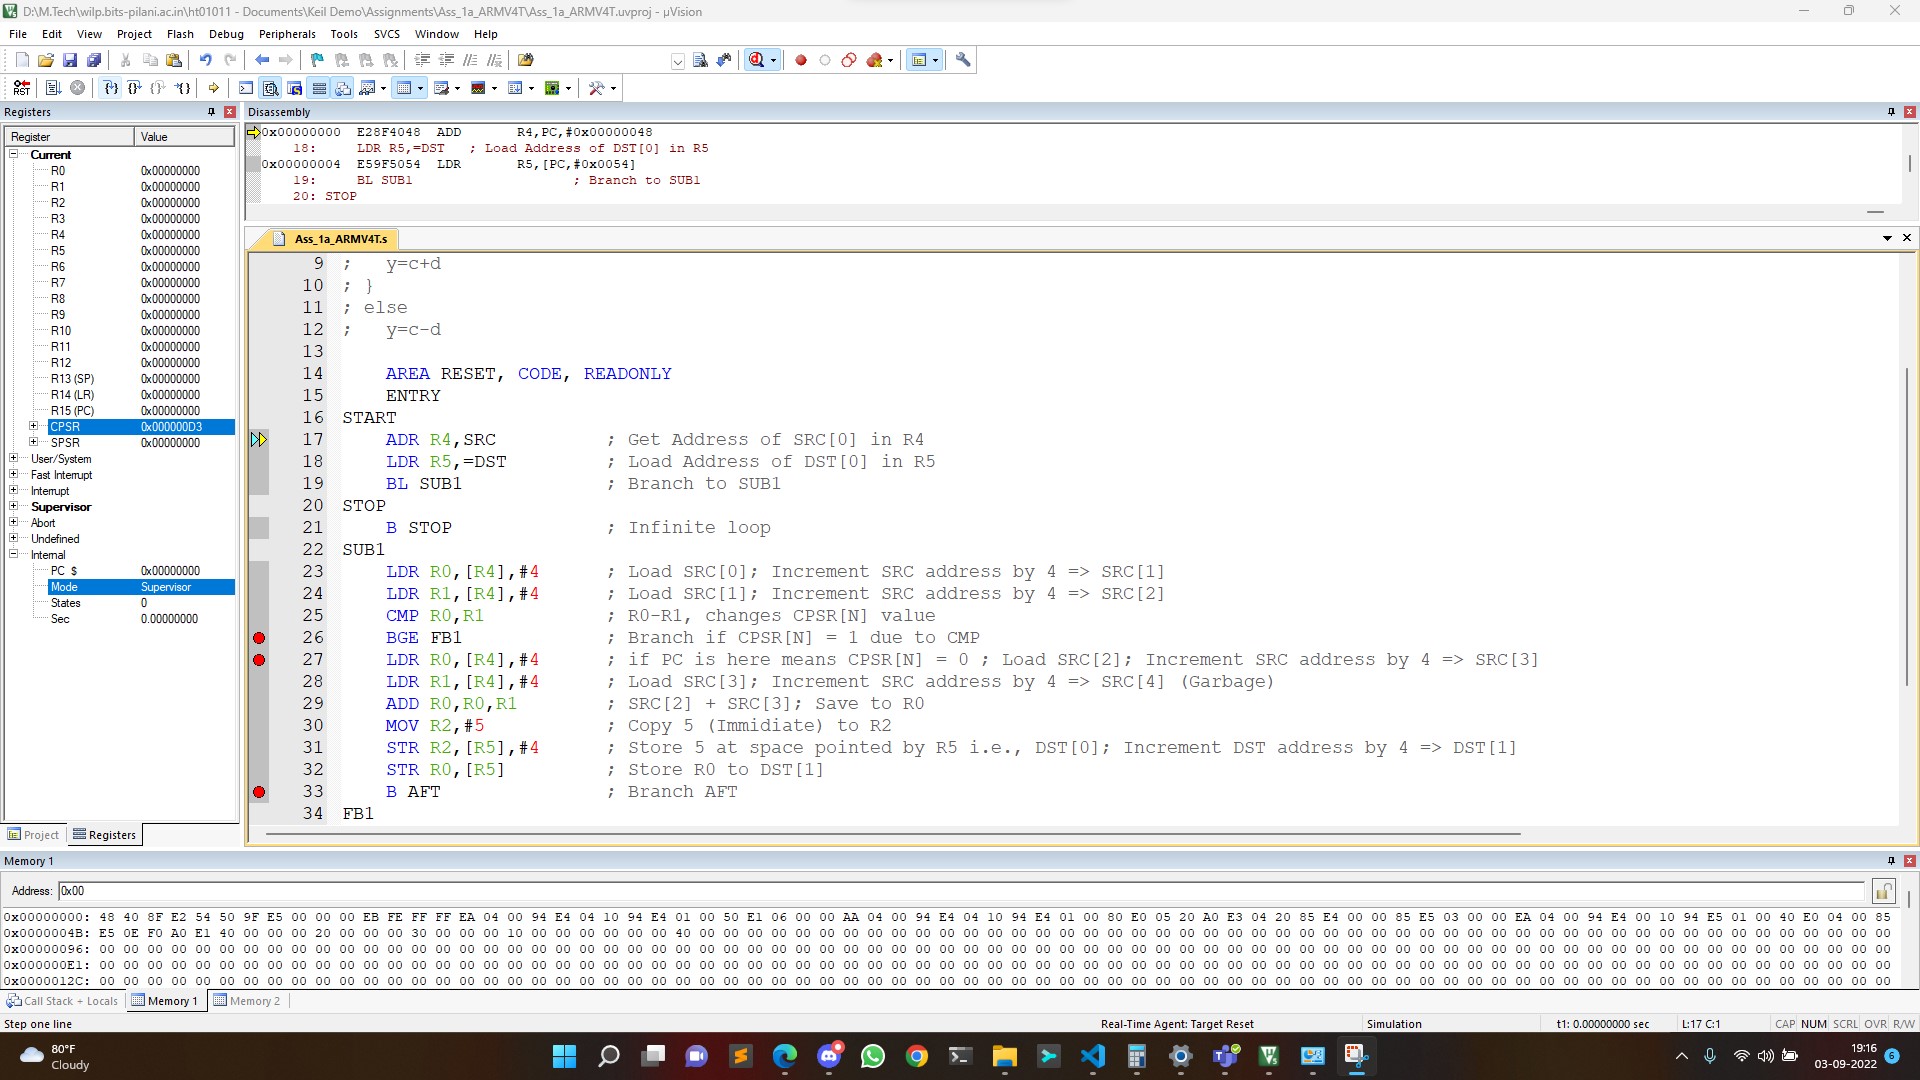 D:\M.Tech\wilp.bits-pilani.ac.in\ht01011 - Documents\Keil Demo\Assignments\Ass_1a_ARMV4T\Ass_1a_ARMV4T.uvproj - µVision
File Edit View Project Flash Debug Peripherals Tools SVCS Window Help
Registers
Register Value
Current
R0 0x00000000
R1 0x00000000
R2 0x00000000
R3 0x00000000
R4 0x00000000
R5 0x00000000
R6 0x00000000
R7 0x00000000
R8 0x00000000
R9 0x00000000
R10 0x00000000
R11 0x00000000
R12 0x00000000
R13 (SP) 0x00000000
R14 (LR) 0x00000000
R15 (PC) 0x00000000
CPSR 0x000000D3
SPSR 0x00000000
User/System
Fast Interrupt
Interrupt
Supervisor
Abort
Undefined
Internal
PC $ 0x00000000
Mode Supervisor
States 0
Sec 0.00000000
Project Registers
Disassembly
0x00000000 E28F4048 ADD R4,PC,#0x00000048
18: LDR R5,=DST ; Load Address of DST[0] in R5
0x00000004 E59F5054 LDR R5,[PC,#0x0054]
19: BL SUB1 ; Branch to SUB1
20: STOP
Ass_1a_ARMV4T.s
9 ; y=c+d
10 ; }
11 ; else
12 ; y=c-d
13
14 AREA RESET, CODE, READONLY
15 ENTRY
16 START
17 ADR R4,SRC ; Get Address of SRC[0] in R4
18 LDR R5,=DST ; Load Address of DST[0] in R5
19 BL SUB1 ; Branch to SUB1
20 STOP
21 B STOP ; Infinite loop
22 SUB1
23 LDR R0,[R4],#4 ; Load SRC[0]; Increment SRC address by 4 => SRC[1]
24 LDR R1,[R4],#4 ; Load SRC[1]; Increment SRC address by 4 => SRC[2]
25 CMP R0,R1 ; R0-R1, changes CPSR[N] value
26 BGE FB1 ; Branch if CPSR[N] = 1 due to CMP
27 LDR R0,[R4],#4 ; if PC is here means CPSR[N] = 0 ; Load SRC[2]; Increment SRC address by 4 => SRC[3]
28 LDR R1,[R4],#4 ; Load SRC[3]; Increment SRC address by 4 => SRC[4] (Garbage)
29 ADD R0,R0,R1 ; SRC[2] + SRC[3]; Save to R0
30 MOV R2,#5 ; Copy 5 (Immidiate) to R2
31 STR R2,[R5],#4 ; Store 5 at space pointed by R5 i.e., DST[0]; Increment DST address by 4 => DST[1]
32 STR R0,[R5] ; Store R0 to DST[1]
33 B AFT ; Branch AFT
34 FB1
Memory 1
Address: 0x00
0x00000000: 48 40 8F E2 54 50 9F E5 00 00 00 EB FE FF FF EA 04 00 94 E4 04 10 94 E4 01 00 50 E1 06 00 00 AA 04 00 94 E4 04 10 94 E4 01 00 80 E0 05 20 A0 E3 04 20 85 E4 00 00 85 E5 03 00 00 EA 04 00 94 E4 00 10 94 E5 01 00 40 E0 04 00 85
0x0000004B: E5 0E F0 A0 E1 40 00 00 00 20 00 00 00 30 00 00 00 10 00 00 00 00 00 00 40 00 00 00 00 00 00 00 00 00 00 00 00 00 00 00 00 00 00 00 00 00 00 00 00 00 00 00 00 00 00 00 00 00 00 00 00 00 00 00 00 00 00 00 00 00 00 00 00 00 00
0x00000096: 00 00 00 00 00 00 00 00 00 00 00 00 00 00 00 00 00 00 00 00 00 00 00 00 00 00 00 00 00 00 00 00 00 00 00 00 00 00 00 00 00 00 00 00 00 00 00 00 00 00 00 00 00 00 00 00 00 00 00 00 00 00 00 00 00 00 00 00 00 00 00 00 00 00 00
0x000000E1: 00 00 00 00 00 00 00 00 00 00 00 00 00 00 00 00 00 00 00 00 00 00 00 00 00 00 00 00 00 00 00 00 00 00 00 00 00 00 00 00 00 00 00 00 00 00 00 00 00 00 00 00 00 00 00 00 00 00 00 00 00 00 00 00 00 00 00 00 00 00 00 00 00 00 00
0x0000012C: 00 00 00 00 00 00 00 00 00 00 00 00 00 00 00 00 00 00 00 00 00 00 00 00 00 00 00 00 00 00 00 00 00 00 00 00 00 00 00 00 00 00 00 00 00 00 00 00 00 00 00 00 00 00 00 00 00 00 00 00 00 00 00 00 00 00 00 00 00 00 00 00 00 00 00
Call Stack + Locals Memory 1 Memory 2
Step one line Real-Time Agent: Target Reset Simulation t1: 0.00000000 sec L:17 C:1 CAP NUM SCRL OVR R/W
80°F
Cloudy
19:16
03-09-2022
6